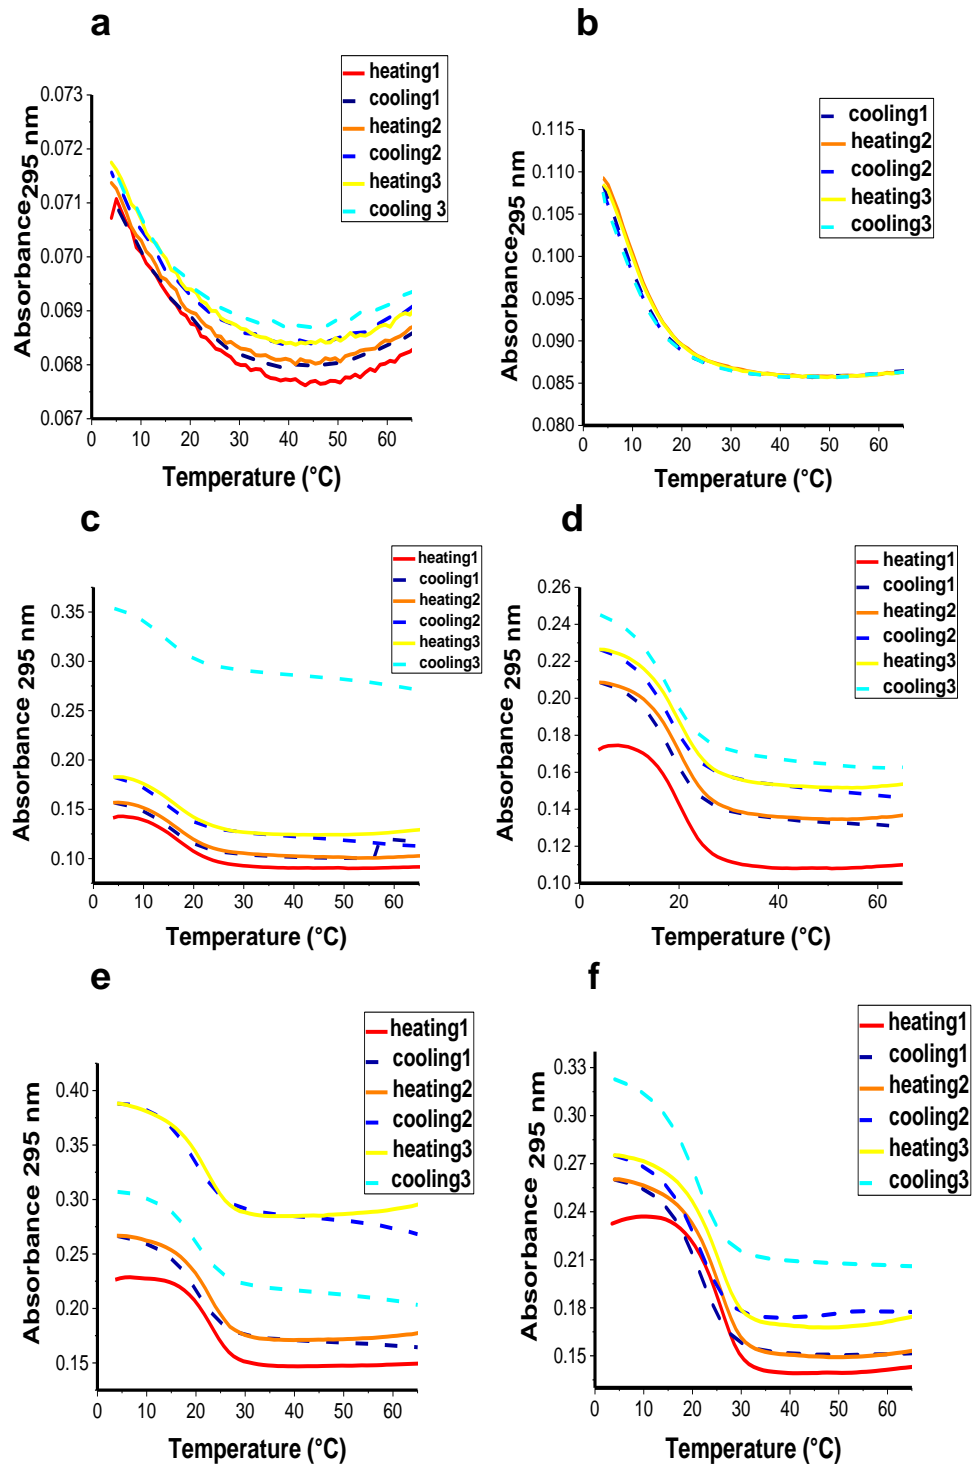 a
heating1
cooling1
heating2
cooling2
heating3
cooling 3
0.073
0.072
0.071
0.070
0.069
0.068
0.067
0 10 20 30 40 50 60
Absorbance295 nm
Temperature (°C)
b
cooling1
heating2
cooling2
heating3
cooling3
0.115
0.110
0.105
0.100
0.095
0.090
0.085
0.080
0 10 20 30 40 50 60
Absorbance295 nm
Temperature (°C)
c
heating1
cooling1
heating2
cooling2
heating3
cooling3
0.35
0.30
0.25
0.20
0.15
0.10
0 10 20 30 40 50 60
Absorbance 295 nm
Temperature (°C)
d
heating1
cooling1
heating2
cooling2
heating3
cooling3
0.26
0.24
0.22
0.20
0.18
0.16
0.14
0.12
0.10
0 20 40 60
Absorbance 295 nm
Temperature (°C)
e
heating1
cooling1
heating2
cooling2
heating3
cooling3
0.40
0.35
0.30
0.25
0.20
0.15
0 10 20 30 40 50 60
Absorbance 295 nm
Temperature (°C)
f
heating1
cooling1
heating2
cooling2
heating3
cooling3
0.33
0.30
0.27
0.24
0.21
0.18
0.15
0 10 20 30 40 50 60
Absorbance 295 nm
Temperature (°C)